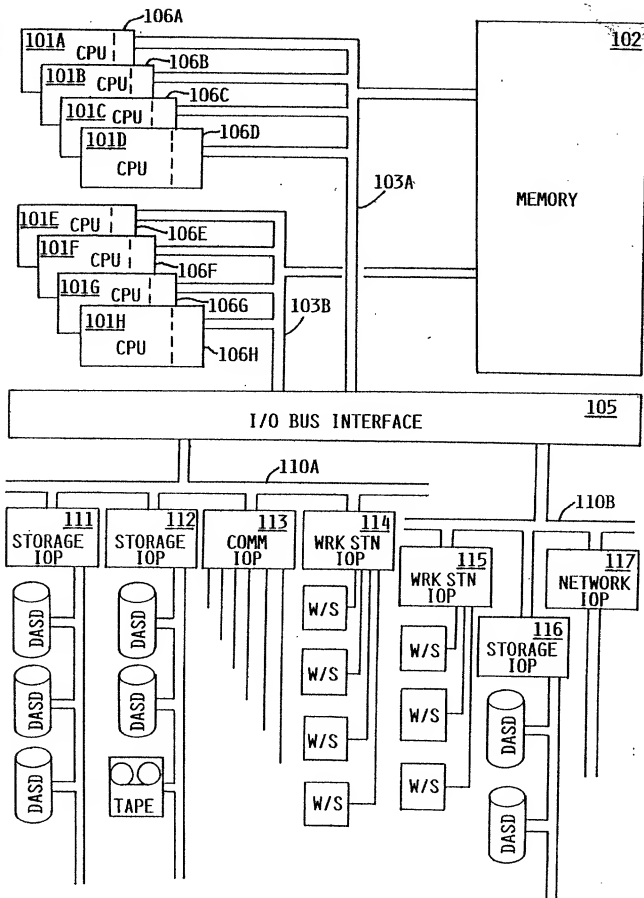 106A
101A
CPU
102
106B
101B
CPU
106C
101C
CPU
106D
101D
CPU
103A
MEMORY
101E
CPU
106E
101F
CPU
106F
101G
CPU
106G
101H
CPU
103B
106H
105
I/O BUS INTERFACE
110A
110B
111
STORAGE
IOP
112
STORAGE
IOP
113
COMM
IOP
114
WRK STN
IOP
115
WRK STN
IOP
117
NETWORK
IOP
116
STORAGE
IOP
DASD
DASD
DASD
DASD
DASD
TAPE
W/S
W/S
W/S
W/S
W/S
W/S
W/S
DASD
DASD